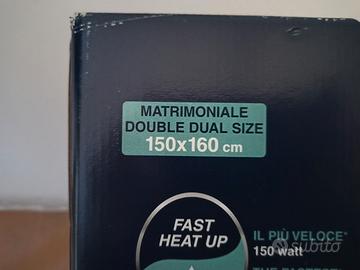 MATRIMONIALE
DOUBLE DUAL SIZE
150x160 cm
FAST
HEAT UP
IL PIÙ VELOCE*
150 watt
subito